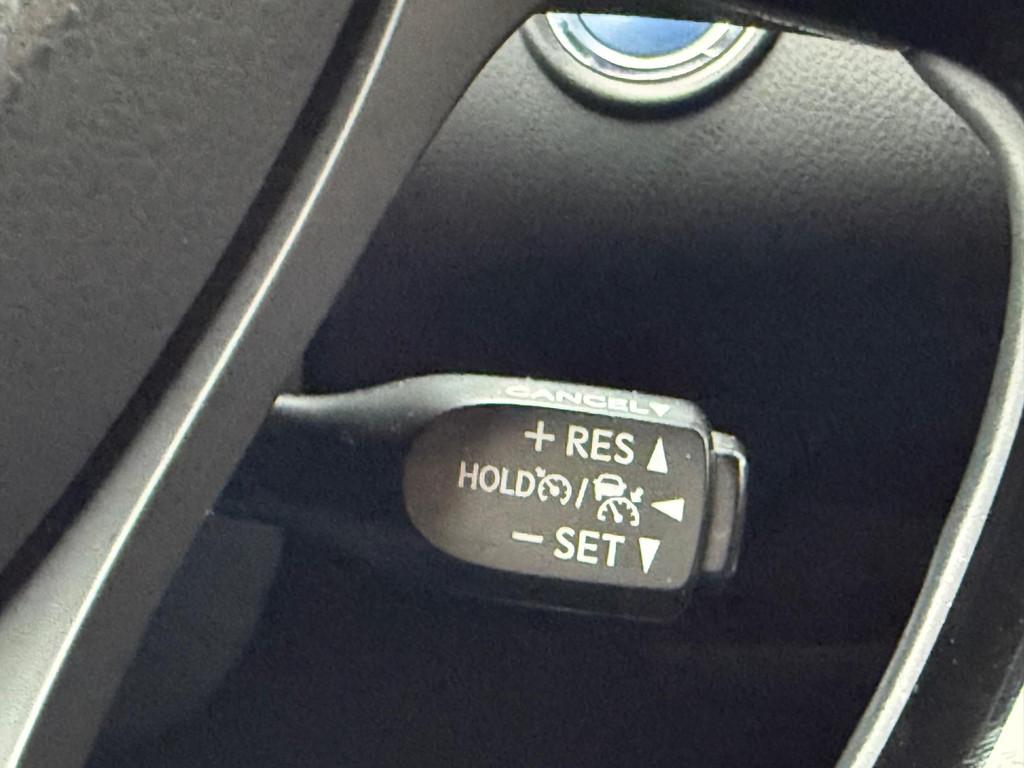 CANCEL
+ RES
HOLD /
− SET